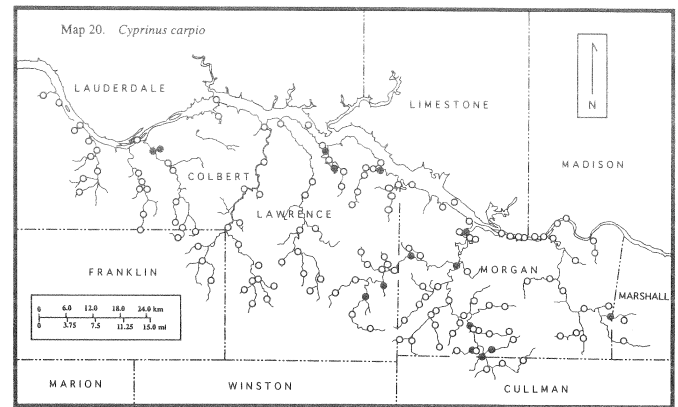 Map 20. Cyprinus carpio
N
LAUDERDALE
LIMESTONE
MADISON
COLBERT
LAWRENCE
FRANKLIN
MORGAN
MARSHALL
0 6.0 12.0 18.0 24.0 km
0 3.75 7.5 11.25 15.0 mi
MARION
WINSTON
CULLMAN